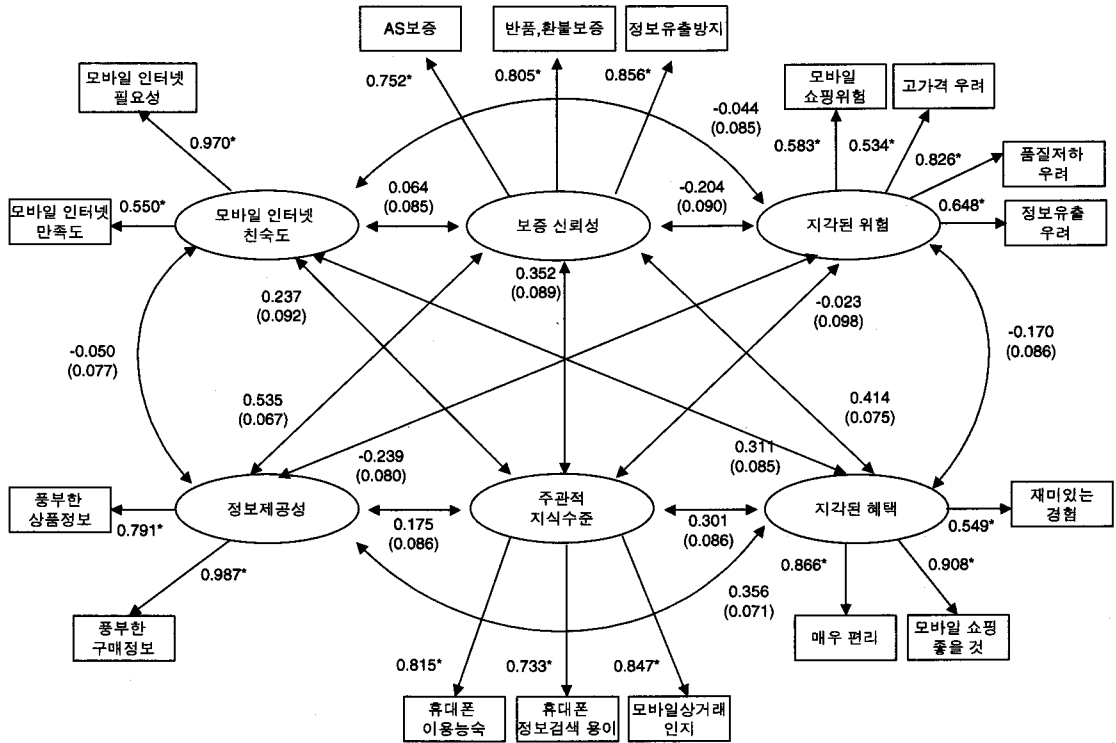 AS보증
반품,환불보증
정보유출방지
0.752*
0.805*
0.856*
모바일 인터넷
필요성
모바일
쇼핑위험
고가격 우려
-0.044
(0.085)
0.970*
0.583*
0.534*
0.826*
품질저하
우려
모바일 인터넷
만족도
0.550*
모바일 인터넷
친숙도
0.064
(0.085)
보증 신뢰성
-0.204
(0.090)
지각된 위험
0.648*
정보유출
우려
0.237
(0.092)
0.352
(0.089)
-0.023
(0.098)
-0.050
(0.077)
-0.170
(0.086)
0.535
(0.067)
0.414
(0.075)
-0.239
(0.080)
0.311
(0.085)
풍부한
상품정보
0.791*
정보제공성
0.175
(0.086)
주관적
지식수준
0.301
(0.086)
지각된 혜택
0.549*
재미있는
경험
0.987*
0.866*
0.908*
0.356
(0.071)
풍부한
구매정보
매우 편리
모바일 쇼핑
좋을 것
0.815*
0.733*
0.847*
휴대폰
이용능숙
휴대폰
정보검색 용이
모바일상거래
인지